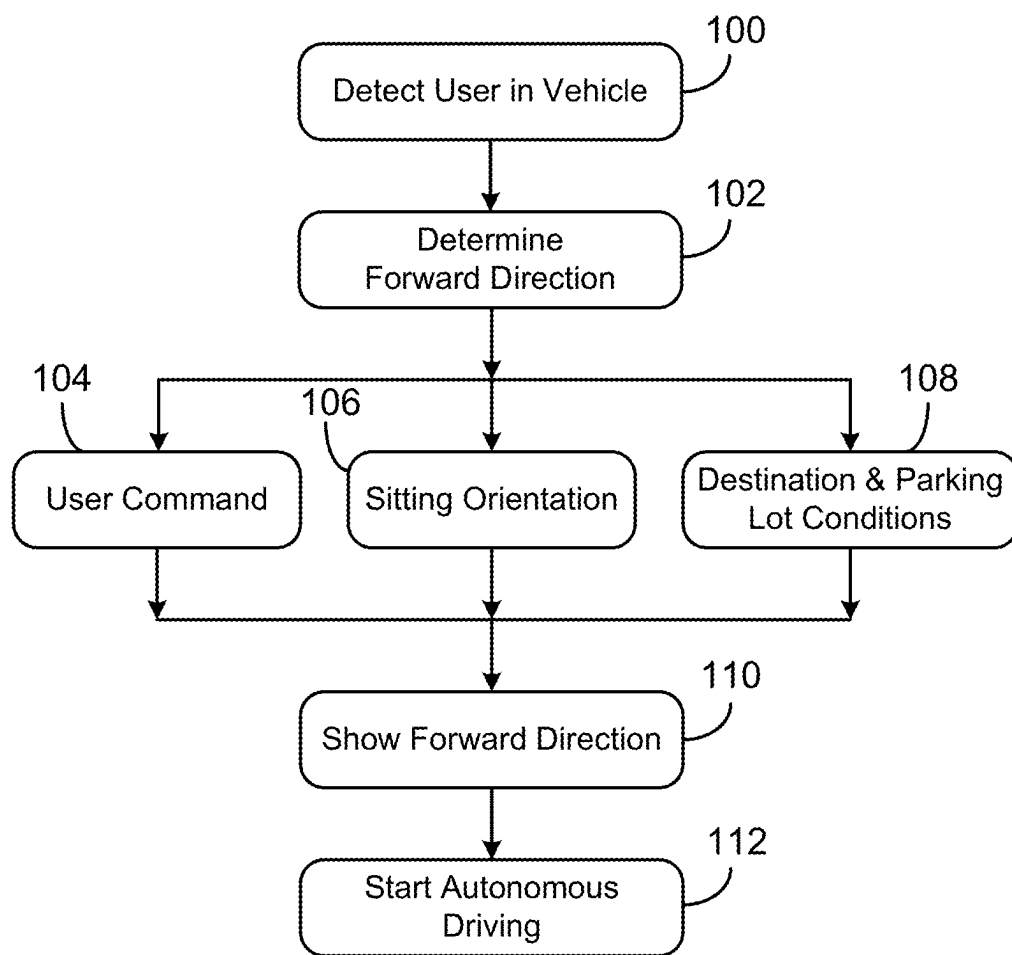 100
Detect User in Vehicle
102
Determine
Forward Direction
104
106
108
User Command
Sitting Orientation
Destination & Parking
Lot Conditions
110
Show Forward Direction
112
Start Autonomous
Driving